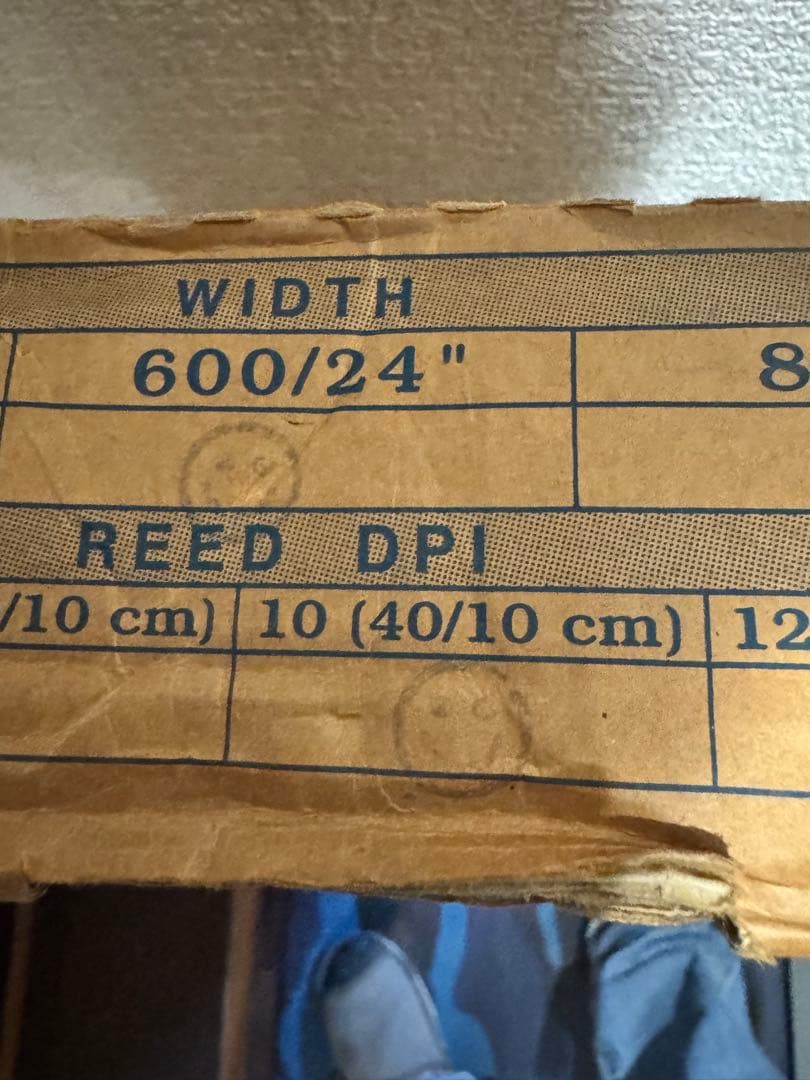 WIDTH
600/24" 8
REED DPI
/10 cm) 10 (40/10 cm) 12